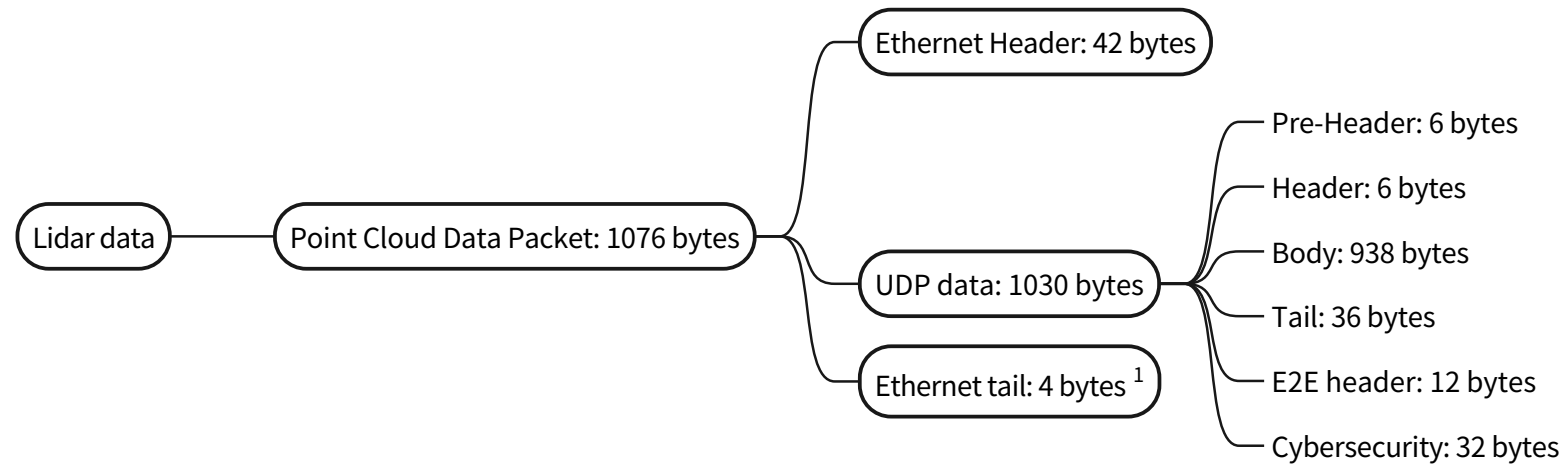 Lidar data
Point Cloud Data Packet: 1076 bytes
Ethernet Header: 42 bytes
UDP data: 1030 bytes
Pre-Header: 6 bytes
Header: 6 bytes
Body: 938 bytes
Tail: 36 bytes
E2E header: 12 bytes
Cybersecurity: 32 bytes
Ethernet tail: 4 bytes 1